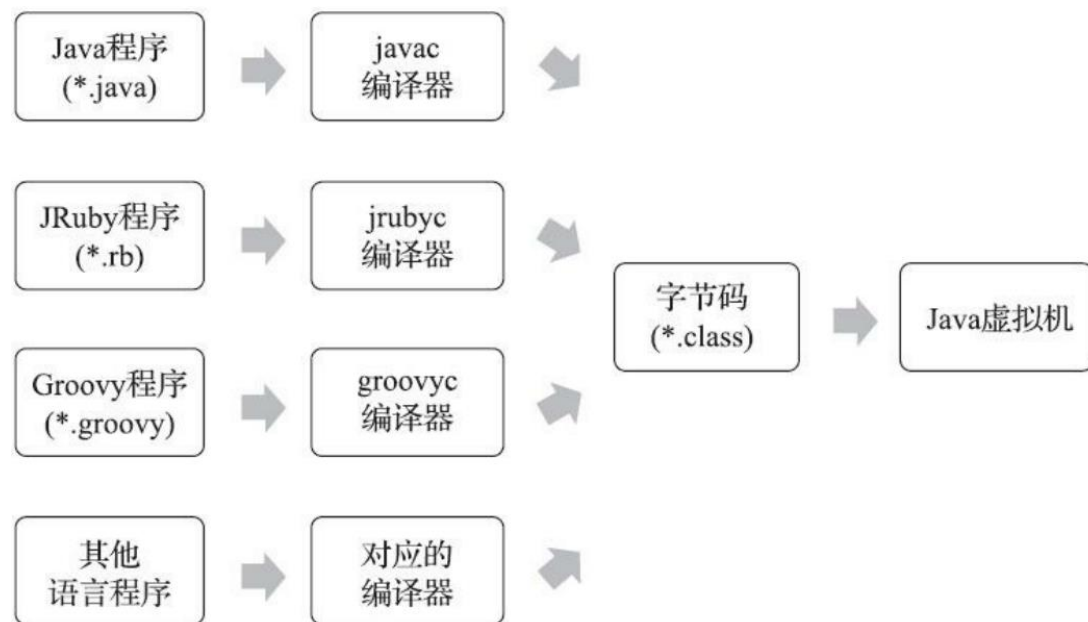 Java程序
(*.java)
javac
编译器
JRuby程序
(*.rb)
jrubyc
编译器
字节码
(*.class)
Java虚拟机
Groovy程序
(*.groovy)
groovyc
编译器
其他
语言程序
对应的
编译器